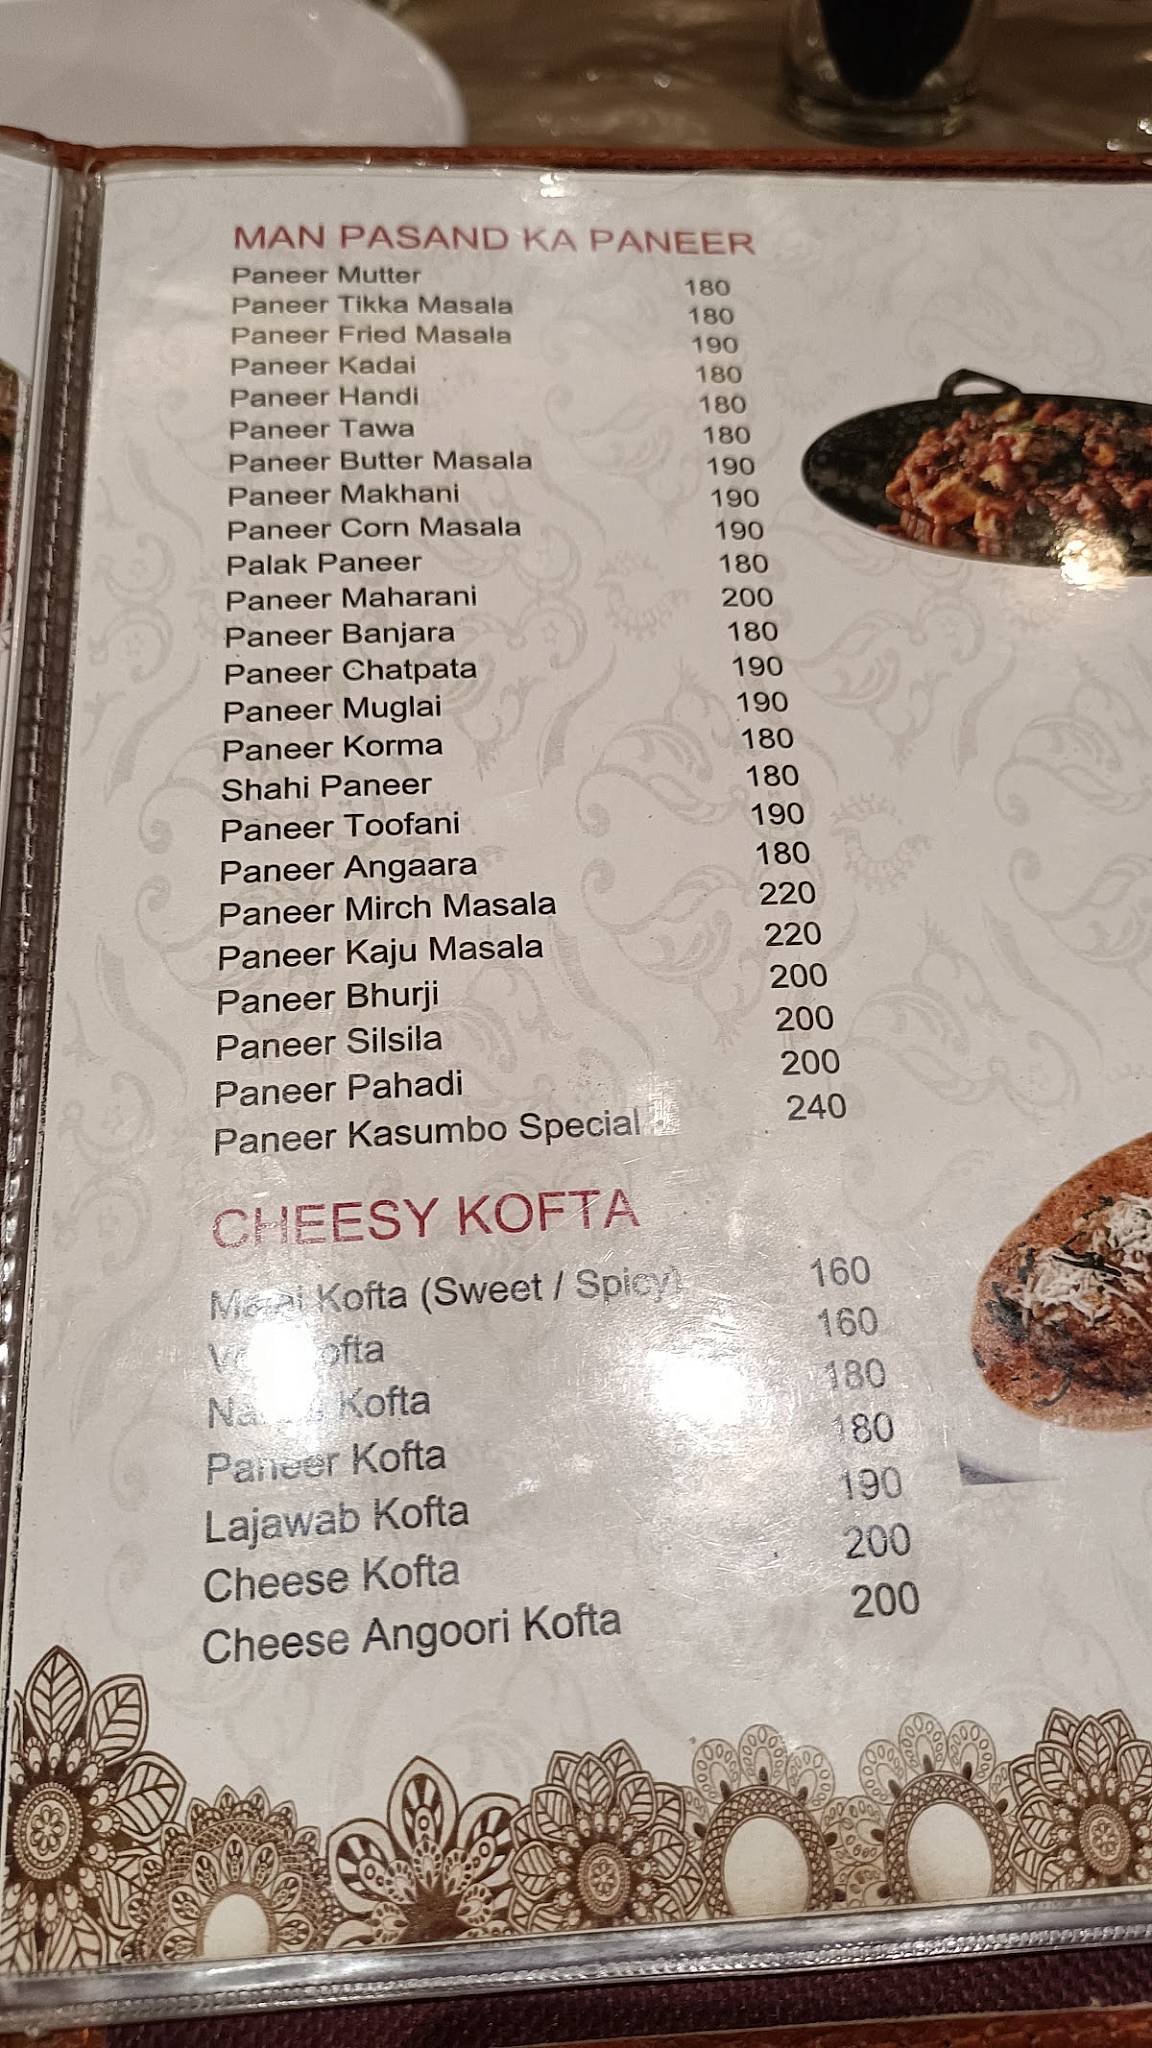 MAN PASAND KA PANEER
Paneer Mutter 180
Paneer Tikka Masala 180
Paneer Fried Masala 190
Paneer Kadai 180
Paneer Handi 180
Paneer Tawa 180
Paneer Butter Masala 190
Paneer Makhani 190
Paneer Corn Masala 190
Palak Paneer 180
Paneer Maharani 200
Paneer Banjara 180
Paneer Chatpata 190
Paneer Muglai 190
Paneer Korma 180
Shahi Paneer 180
Paneer Toofani 190
Paneer Angaara 180
Paneer Mirch Masala 220
Paneer Kaju Masala 220
Paneer Bhurji 200
Paneer Silsila 200
Paneer Pahadi 200
Paneer Kasumbo Special 240
CHEESY KOFTA
Malai Kofta (Sweet / Spicy) 160
Kofta 160
Kofta 180
Paneer Kofta 180
Lajawab Kofta 190
Cheese Kofta 200
Cheese Angoori Kofta 200